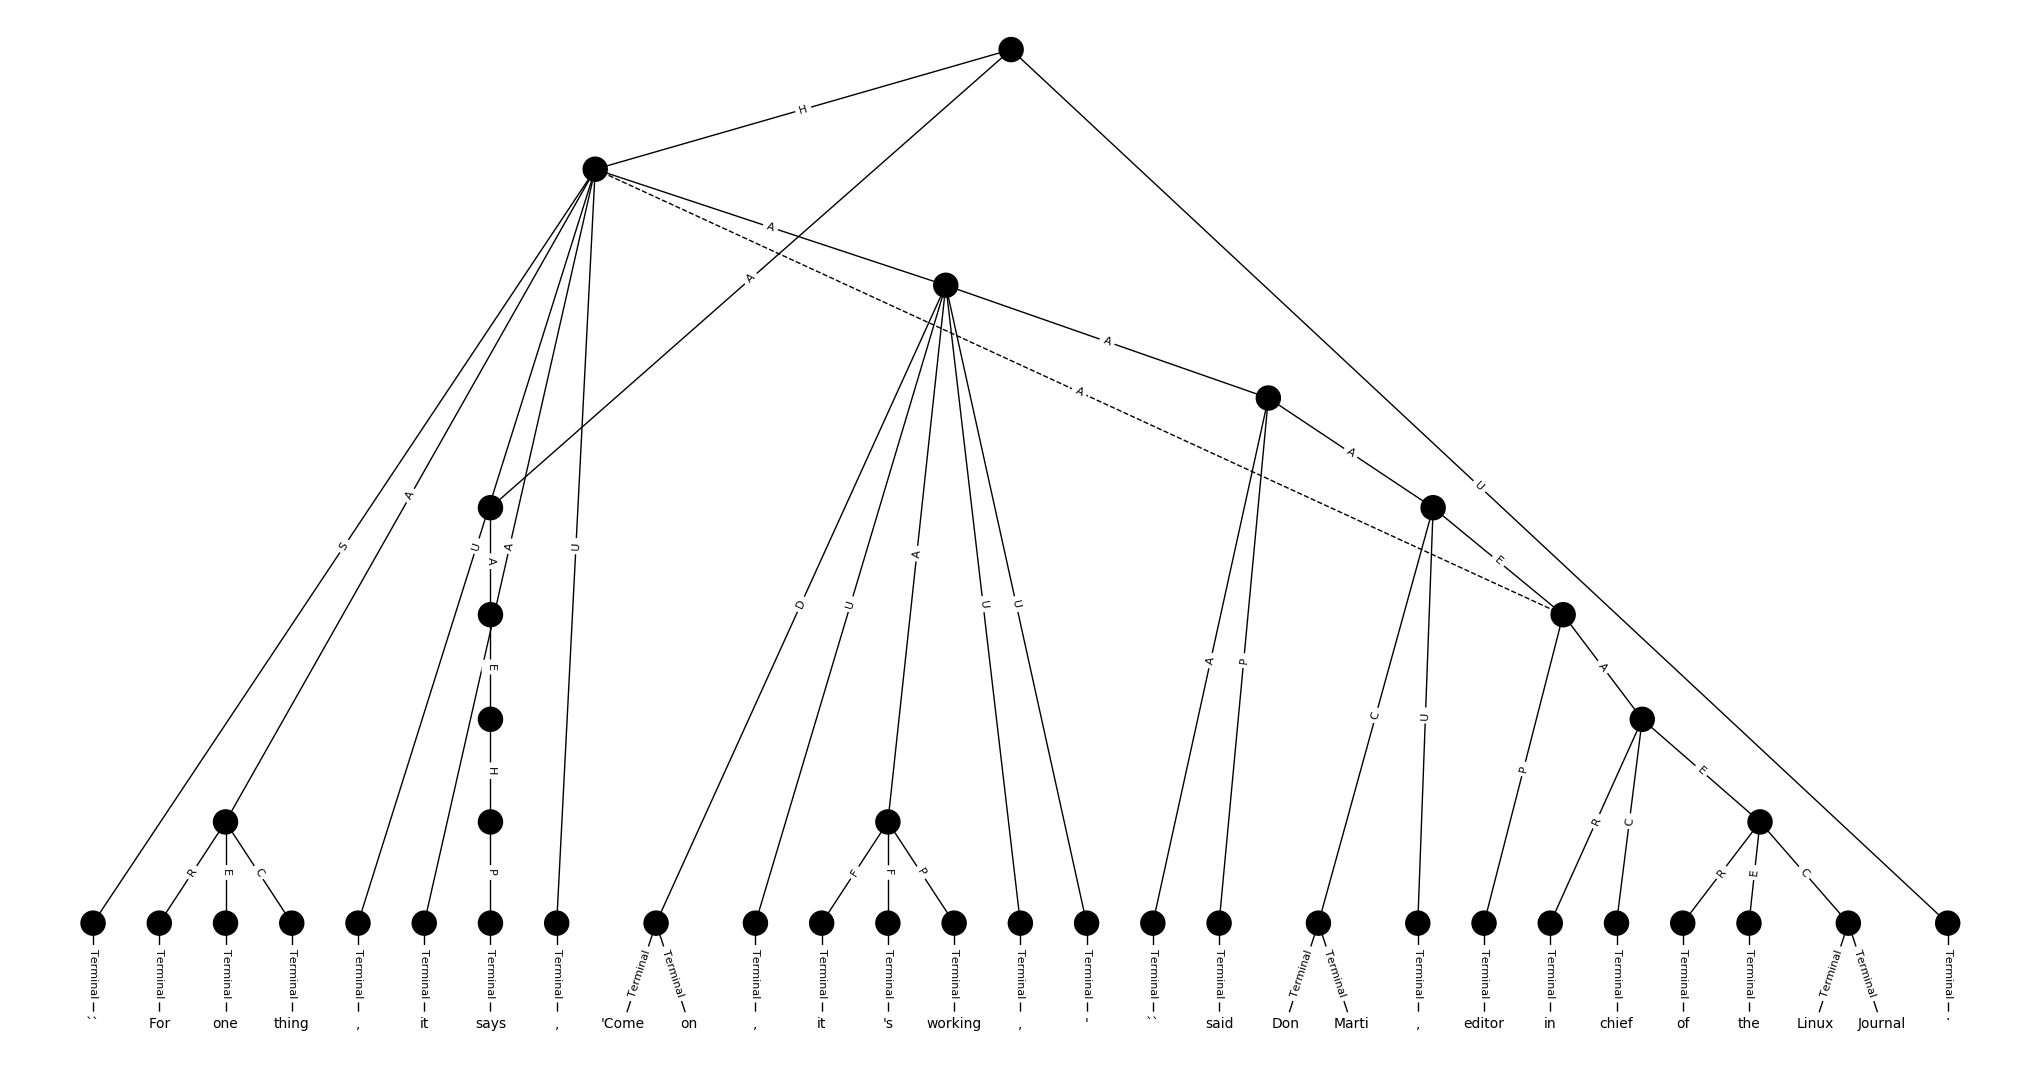 H
A
A
A
A
S
A
U
A
A
U
U
A
E
D
U
A
U
U
A
P
C
U
A
E
H
P
P
R
C
E
R
E
C
P
F
F
P
R
E
C
Terminal Terminal Terminal Terminal Terminal Terminal Terminal Terminal Terminal Terminal Terminal Terminal Terminal Terminal Terminal Terminal Terminal Terminal Terminal Terminal Terminal Terminal Terminal Terminal Terminal Terminal Terminal Terminal Terminal
`` For one thing , it says , 'Come on , it 's working , ' `` said Don Marti , editor in chief of the Linux Journal .